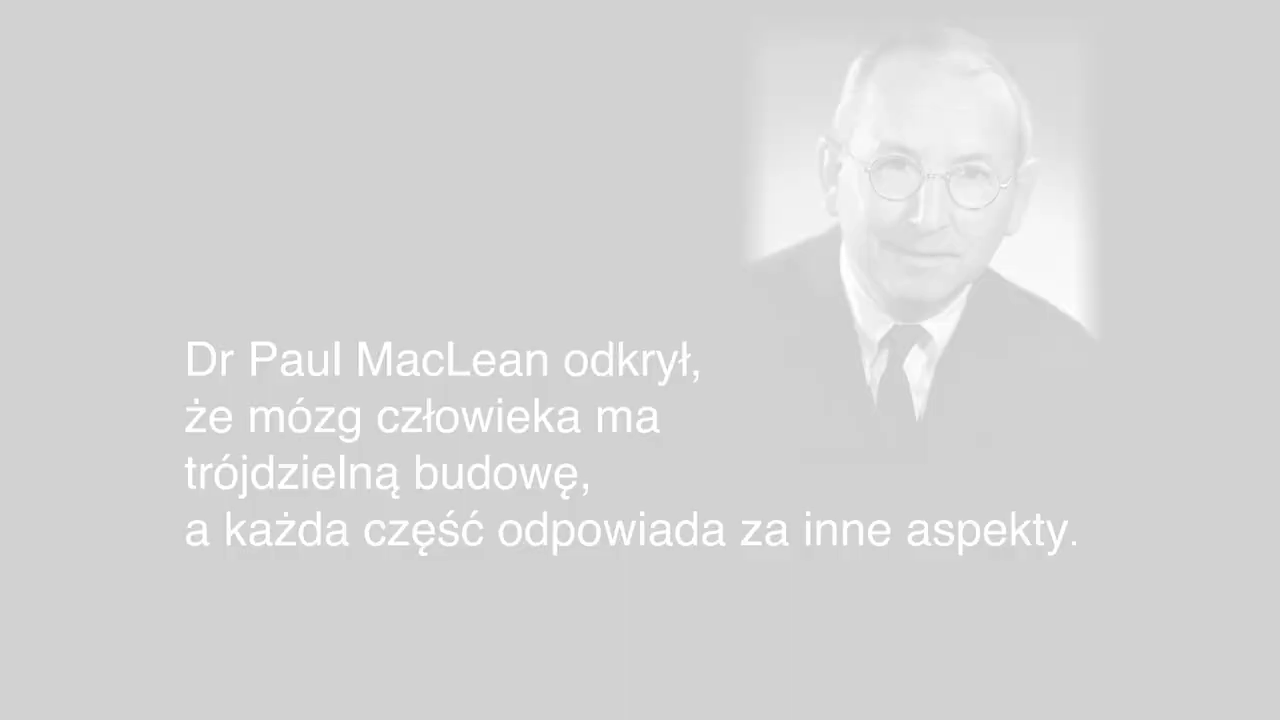 Dr Paul MacLean odkrył,
że mózg człowieka ma
trójdzielną budowę,
a każda część odpowiada za inne aspekty.